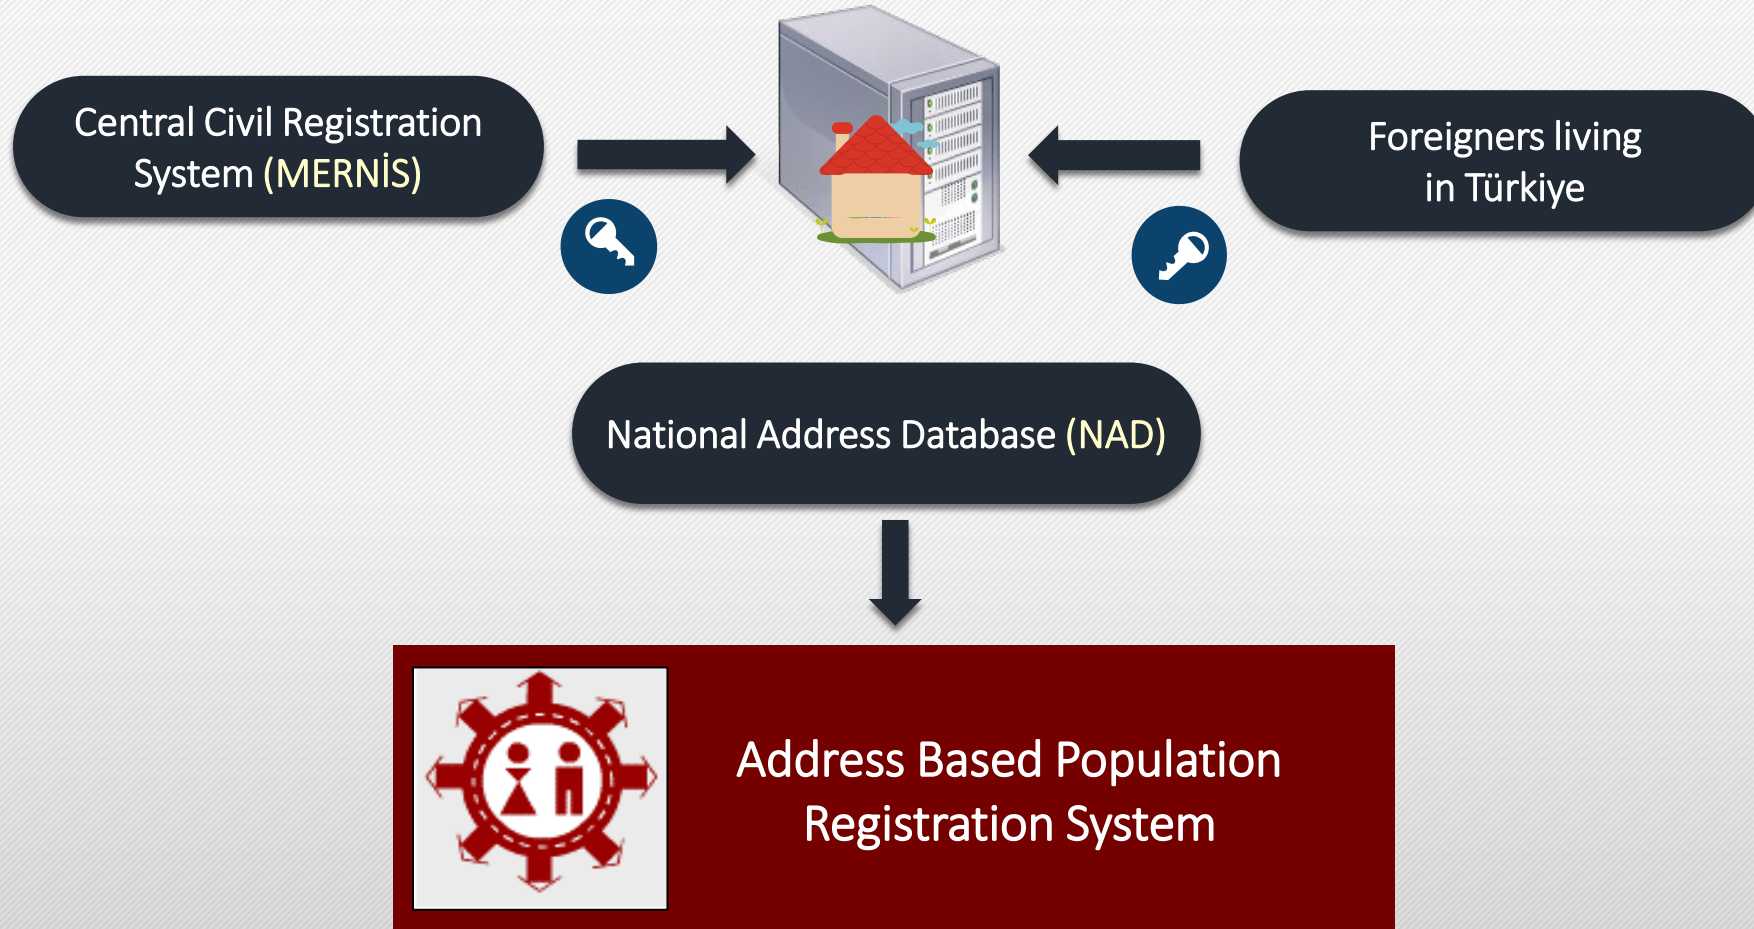 Central Civil Registration
System (MERNİS)
Foreigners living
in Türkiye
National Address Database (NAD)
Address Based Population
Registration System